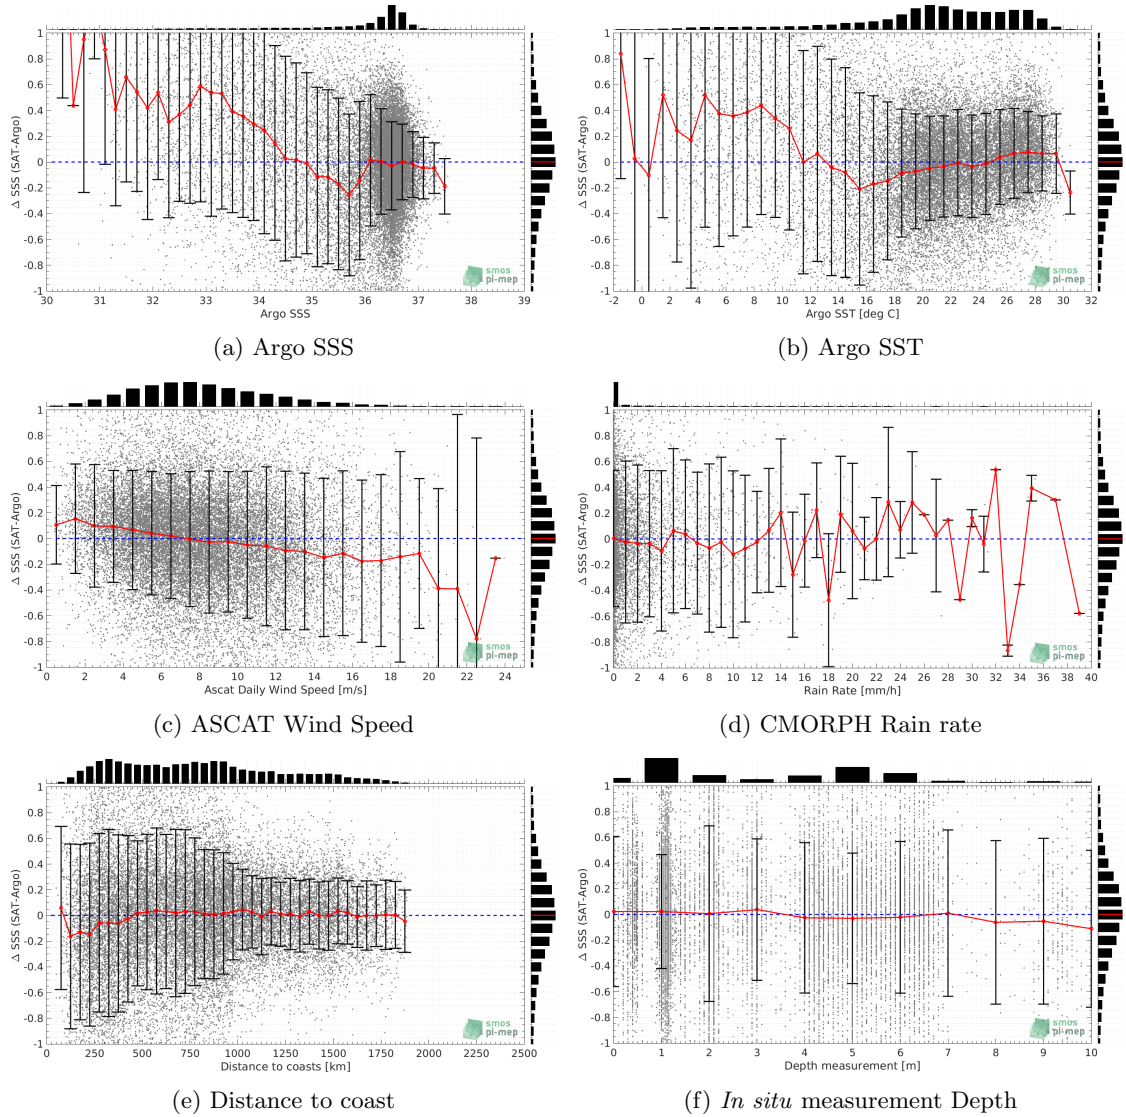 1
0.8
0.6
0.4
0.2
0
-0.2
-0.4
-0.6
-0.8
-1
Δ SSS (SAT-Argo)
smos
pi-mep
30 31 32 33 34 35 36 37 38 39
Argo SSS
(a) Argo SSS
1
0.8
0.6
0.4
0.2
0
-0.2
-0.4
-0.6
-0.8
-1
Δ SSS (SAT-Argo)
smos
pi-mep
-2 0 2 4 6 8 10 12 14 16 18 20 22 24 26 28 30 32
Argo SST [deg C]
(b) Argo SST
1
0.8
0.6
0.4
0.2
0
-0.2
-0.4
-0.6
-0.8
-1
Δ SSS (SAT-Argo)
smos
pi-mep
0 2 4 6 8 10 12 14 16 18 20 22 24
Ascat Daily Wind Speed [m/s]
(c) ASCAT Wind Speed
1
0.8
0.6
0.4
0.2
0
-0.2
-0.4
-0.6
-0.8
-1
Δ SSS (SAT-Argo)
smos
pi-mep
0 2 4 6 8 10 12 14 16 18 20 22 24 26 28 30 32 34 36 38 40
Rain Rate [mm/h]
(d) CMORPH Rain rate
1
0.8
0.6
0.4
0.2
0
-0.2
-0.4
-0.6
-0.8
-1
Δ SSS (SAT-Argo)
smos
pi-mep
0 250 500 750 1000 1250 1500 1750 2000 2250 2500
Distance to coasts [km]
(e) Distance to coast
1
0.8
0.6
0.4
0.2
0
-0.2
-0.4
-0.6
-0.8
-1
Δ SSS (SAT-Argo)
smos
pi-mep
0 1 2 3 4 5 6 7 8 9 10
Depth measurement [m]
(f) In situ measurement Depth